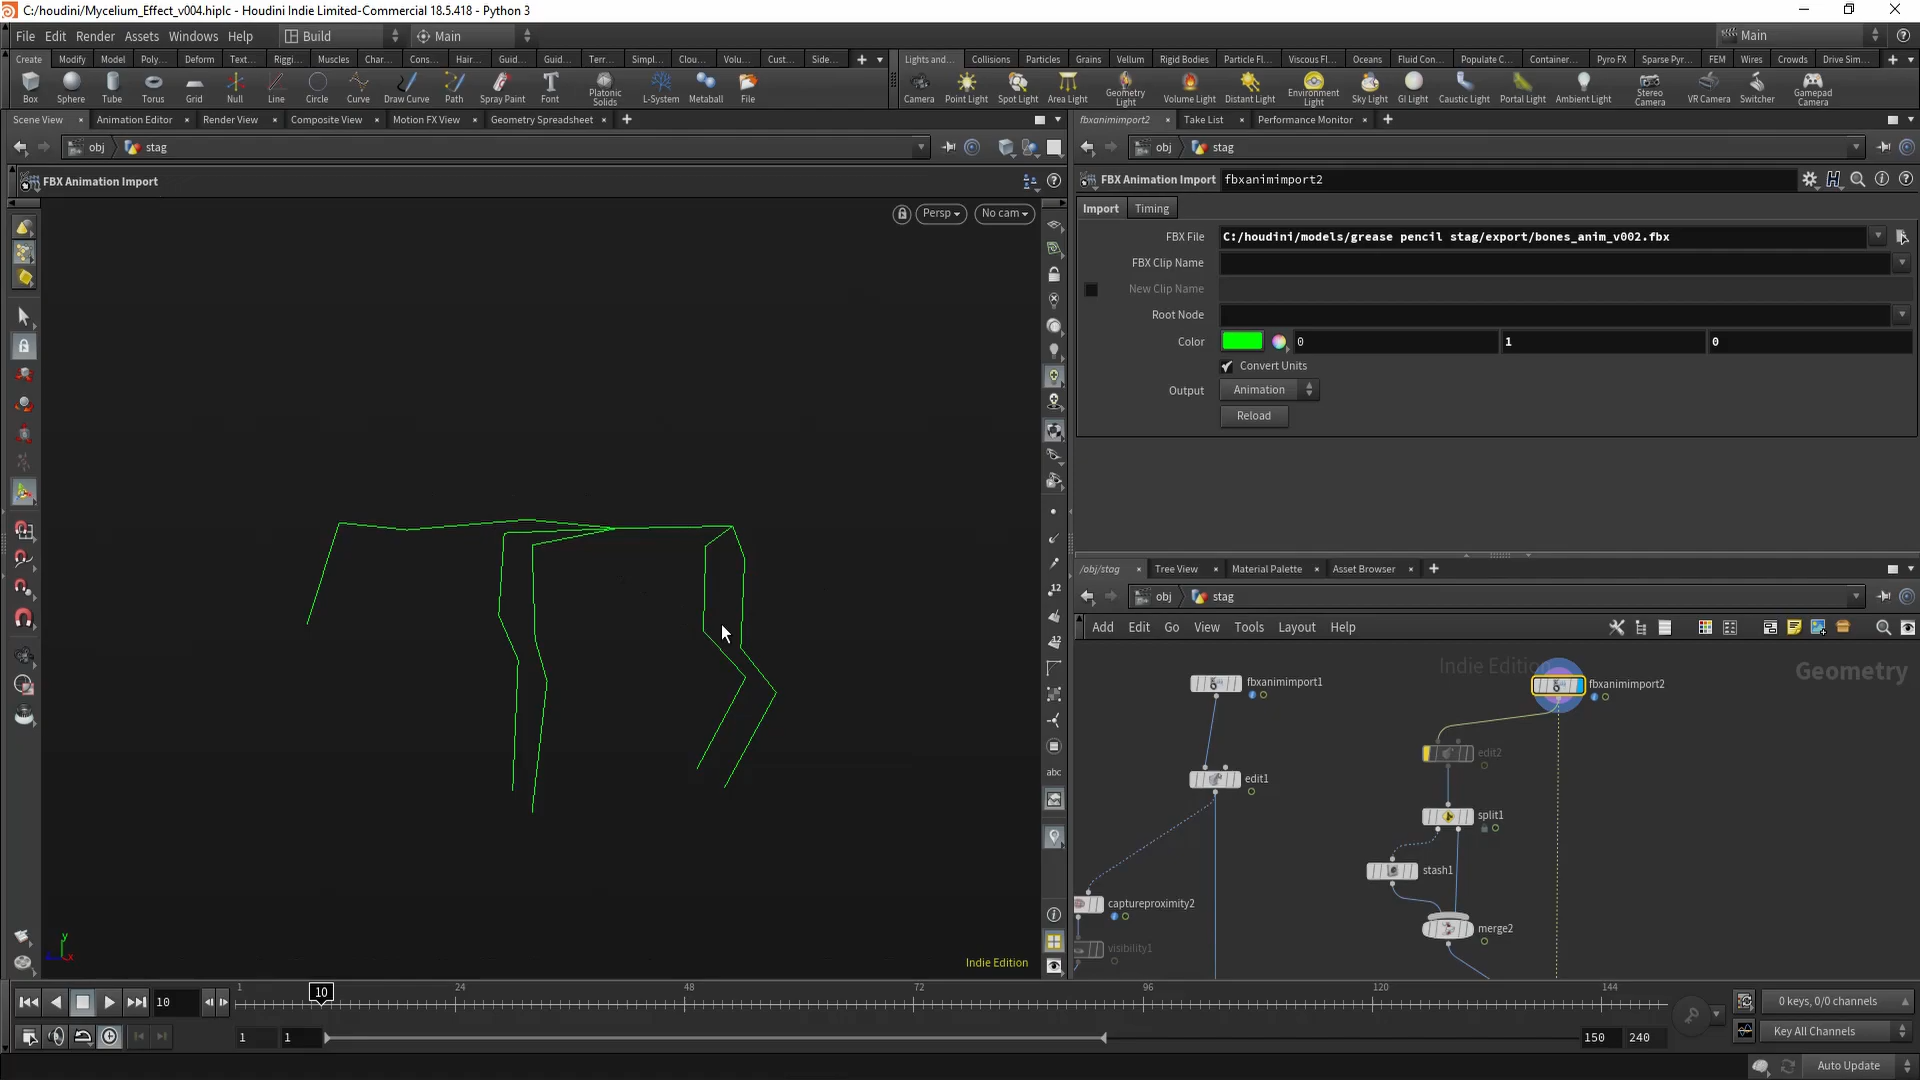 C:/houdini/Mycelium_Effect_v004.hiplc - Houdini Indie Limited-Commercial 18.5.418 - Python 3
File Edit Render Assets Windows Help Build Main Main
Create Modify Model Poly... Deform Text... Riggi... Muscles Char... Cons... Hair... Guid... Guid... Terr... Simpl... Clou... Volu... Cust... Side...
Lights and... Collisions Particles Grains Vellum Rigid Bodies Particle Fl... Viscous Fl... Oceans Fluid Con... Populate C... Container... Pyro FX Sparse Pyr... FEM Wires Crowds Drive Sim...
Box Sphere Tube Torus Grid Null Line Circle Curve Draw Curve Path Spray Paint Font Platonic Solids L-System Metaball File
Camera Point Light Spot Light Area Light Geometry Light Volume Light Distant Light Environment Light Sky Light GI Light Caustic Light Portal Light Ambient Light Stereo Camera VR Camera Switcher Gamepad Camera
Scene View Animation Editor Render View Composite View Motion FX View Geometry Spreadsheet
fbxanimimport2 Take List Performance Monitor
obj stag
obj stag
FBX Animation Import
FBX Animation Import fbxanimimport2
Persp No cam
Import Timing
FBX File C:/houdini/models/grease pencil stag/export/bones_anim_v002.fbx
FBX Clip Name
New Clip Name
Root Node
Color 0 1 0
Convert Units
Output Animation
Reload
/obj/stag Tree View Material Palette Asset Browser
obj stag
Add Edit Go View Tools Layout Help
Indie Edition
Geometry
fbxanimimport1
fbxanimimport2
edit2
edit1
split1
stash1
captureproximity2
merge2
visibility1
12
12
abc
y
x
Indie Edition
10 1 10 24 48 72 96 120 144
0 keys, 0/0 channels
1 1 150 240
Key All Channels
Auto Update